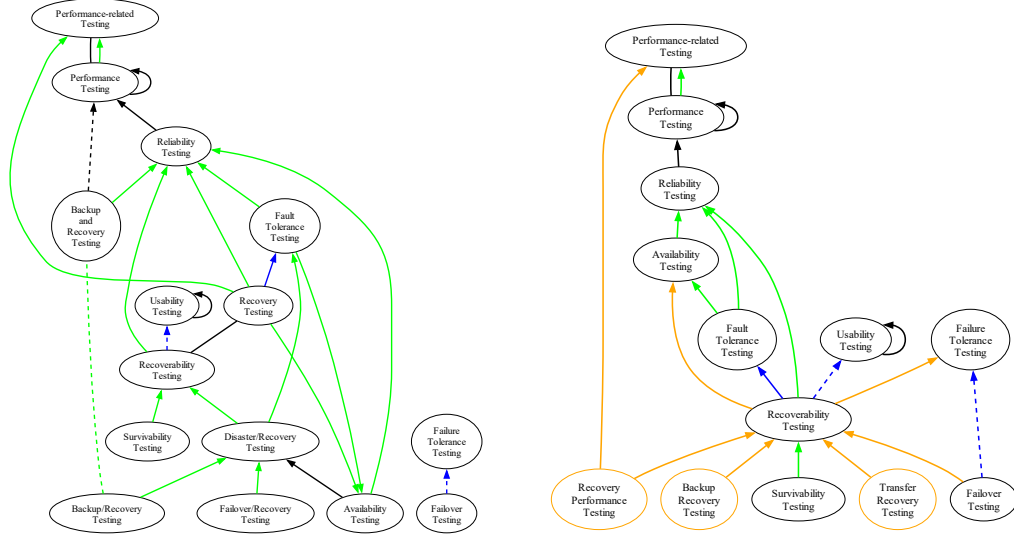 Performance-related
Testing
Performance
Testing
Reliability
Testing
Backup
and
Recovery
Testing
Fault
Tolerance
Testing
Usability
Testing
Recovery
Testing
Recoverability
Testing
Survivability
Testing
Disaster/Recovery
Testing
Failure
Tolerance
Testing
Backup/Recovery
Testing
Failover/Recovery
Testing
Availability
Testing
Failover
Testing
Performance-related
Testing
Performance
Testing
Reliability
Testing
Availability
Testing
Fault
Tolerance
Testing
Usability
Testing
Failure
Tolerance
Testing
Recoverability
Testing
Recovery
Performance
Testing
Backup
Recovery
Testing
Survivability
Testing
Transfer
Recovery
Testing
Failover
Testing